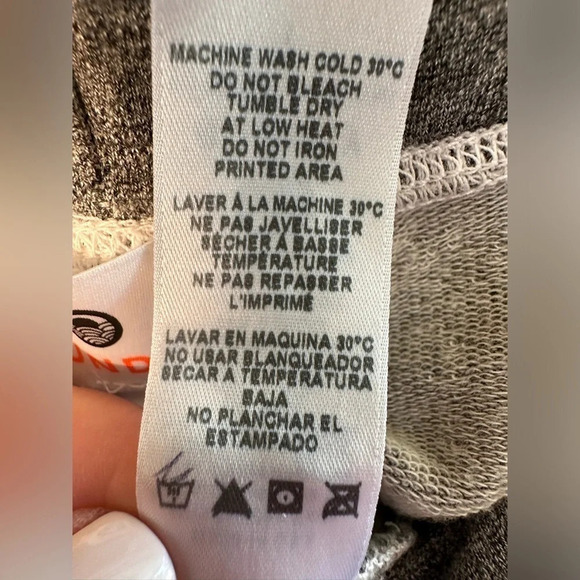 MACHINE WASH COLD 30°C
DO NOT BLEACH
TUMBLE DRY
AT LOW HEAT
DO NOT IRON
PRINTED AREA
LAVER À LA MACHINE 30°C
NE PAS JAVELLISER
SÉCHER À BASSE
TEMPÉRATURE
NE PAS REPASSER
L'IMPRIMÉ
LAVAR EN MAQUINA 30°C
NO USAR BLANQUEADOR
SECAR A TEMPERATURA
BAJA
NO PLANCHAR EL
ESTAMPADO
UND